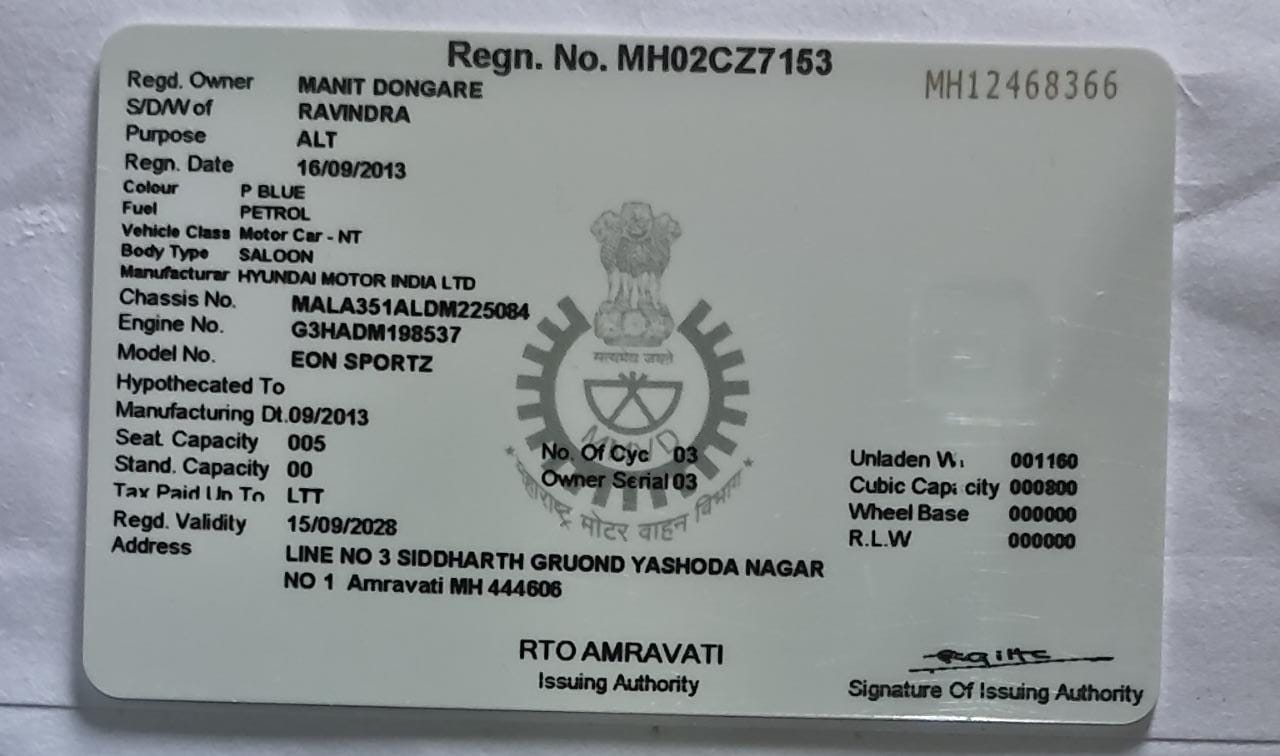 Regn. No. MH02CZ7153
MH12468366
Regd. Owner MANIT DONGARE
S/D/W of RAVINDRA
Purpose ALT
Regn. Date 16/09/2013
Colour P BLUE
Fuel PETROL
Vehicle Class Motor Car - NT
Body Type SALOON
Manufacturar HYUNDAI MOTOR INDIA LTD
Chassis No. MALA351ALDM225084
Engine No. G3HADM198537
Model No. EON SPORTZ
Hypothecated To
Manufacturing Dt.09/2013
Seat Capacity 005
Stand. Capacity 00
Tax Paid Up To LTT
Regd. Validity 15/09/2028
Address LINE NO 3 SIDDHARTH GRUOND YASHODA NAGAR
NO 1 Amravati MH 444606
सत्यमेव जयते
MMVD
No. Of Cyc 03
Owner Serial 03
महाराष्ट्र मोटर वाहन विभाग
Unladen W 001160
Cubic Capacity 000800
Wheel Base 000000
R.L.W 000000
RTO AMRAVATI
Issuing Authority
Signature Of Issuing Authority